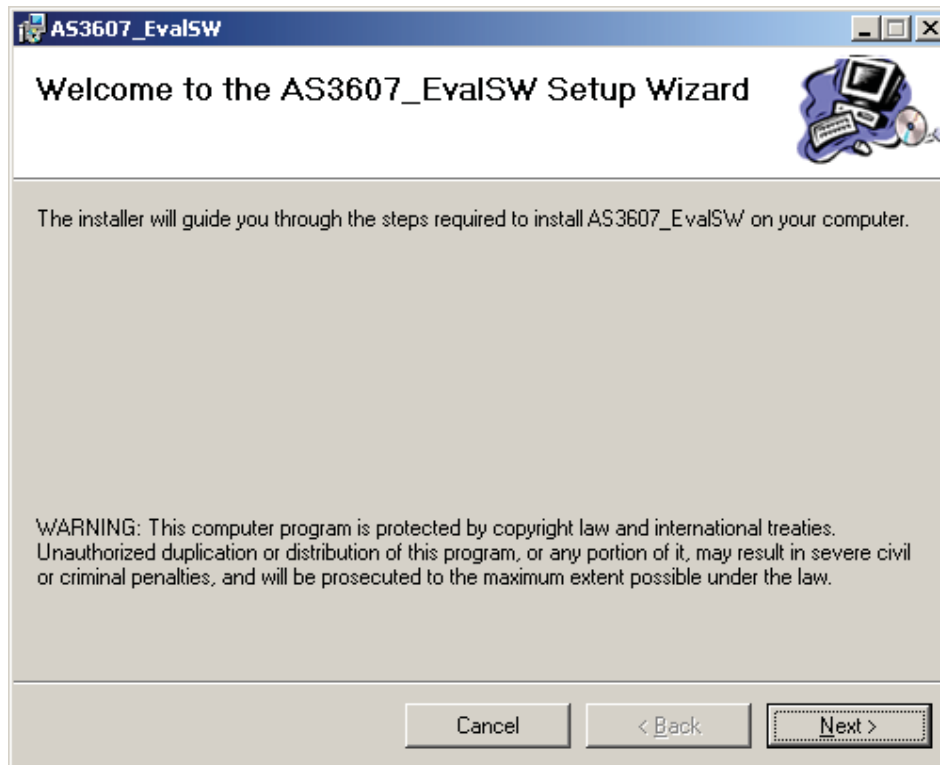 AS3607_EvalSW
Welcome to the AS3607_EvalSW Setup Wizard
The installer will guide you through the steps required to install AS3607_EvalSW on your computer.
WARNING: This computer program is protected by copyright law and international treaties.
Unauthorized duplication or distribution of this program, or any portion of it, may result in severe civil
or criminal penalties, and will be prosecuted to the maximum extent possible under the law.
Cancel
< Back
Next >